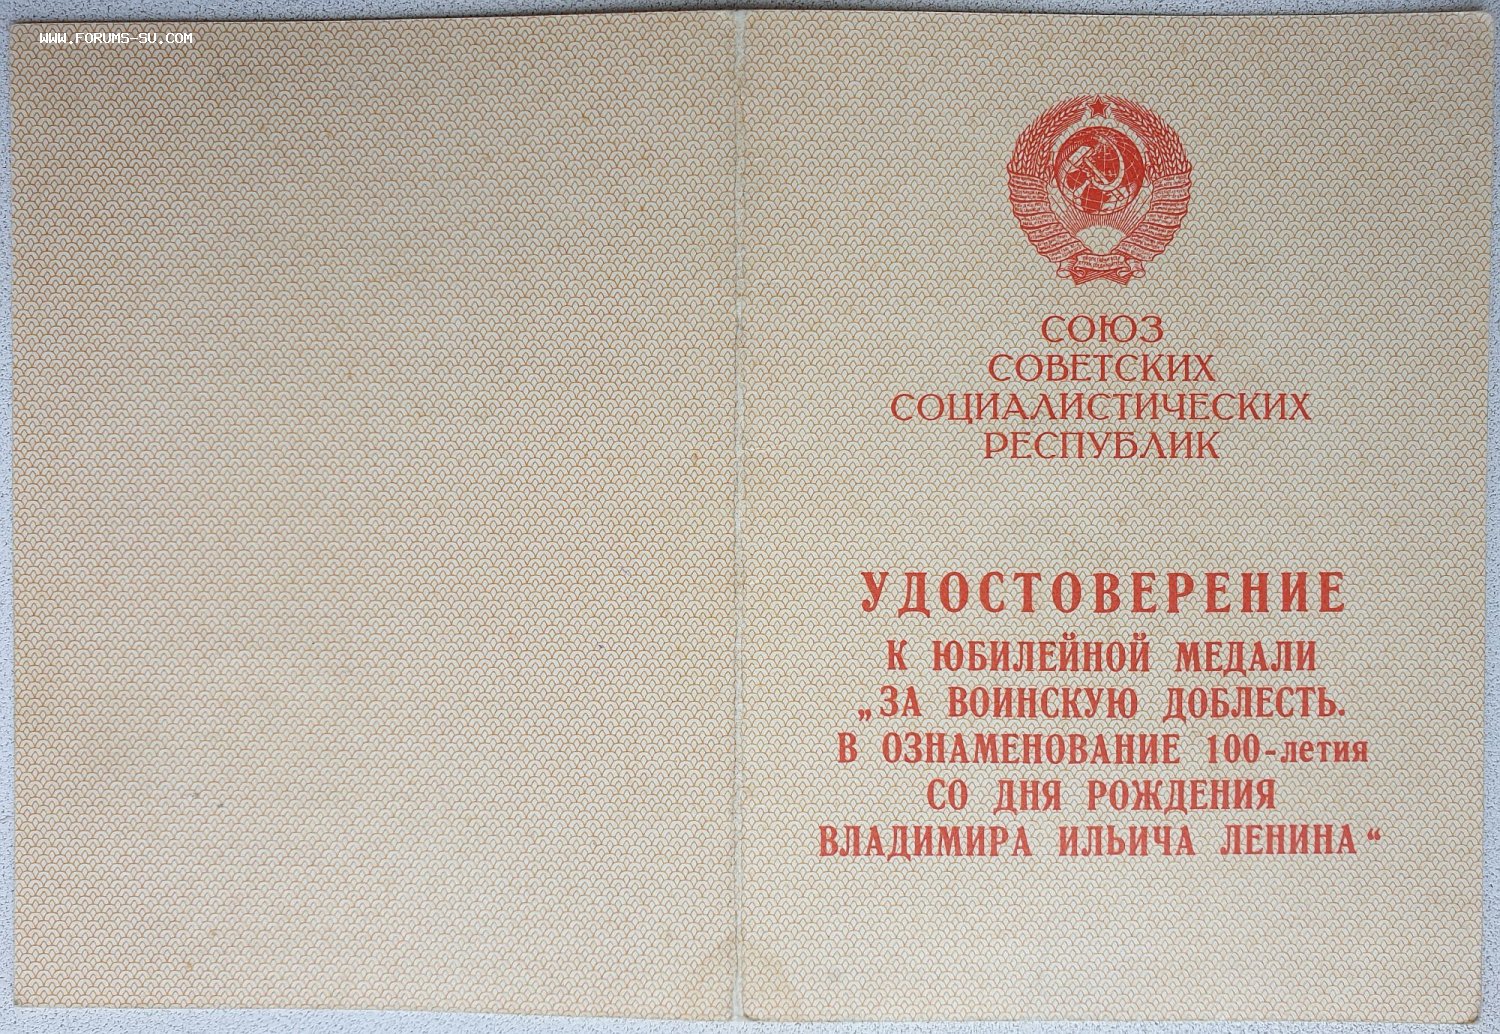 WWW.FORUMS-SU.COM
СОЮЗ
СОВЕТСКИХ
СОЦИАЛИСТИЧЕСКИХ
РЕСПУБЛИК
УДОСТОВЕРЕНИЕ
К ЮБИЛЕЙНОЙ МЕДАЛИ
„ЗА ВОИНСКУЮ ДОБЛЕСТЬ.
В ОЗНАМЕНОВАНИЕ 100-летия
СО ДНЯ РОЖДЕНИЯ
ВЛАДИМИРА ИЛЬИЧА ЛЕНИНА“